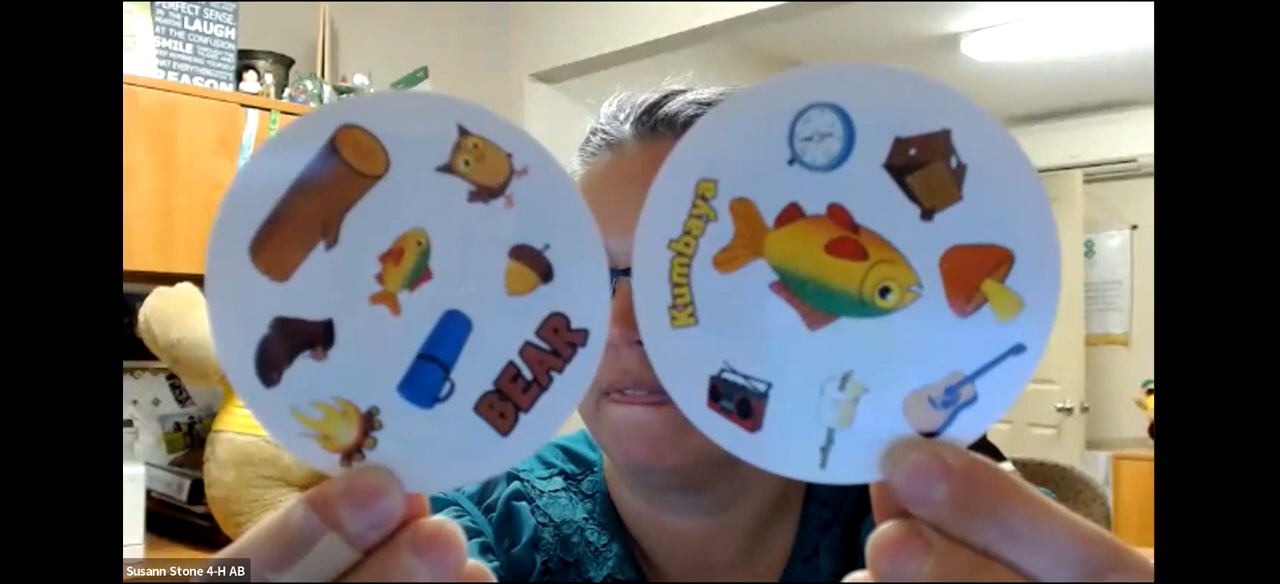 PERFECT SENSE,
LAUGH
AT THE CONFUSION
SMILE
REASON
Kumbaya
BEAR
Susann Stone 4-H AB